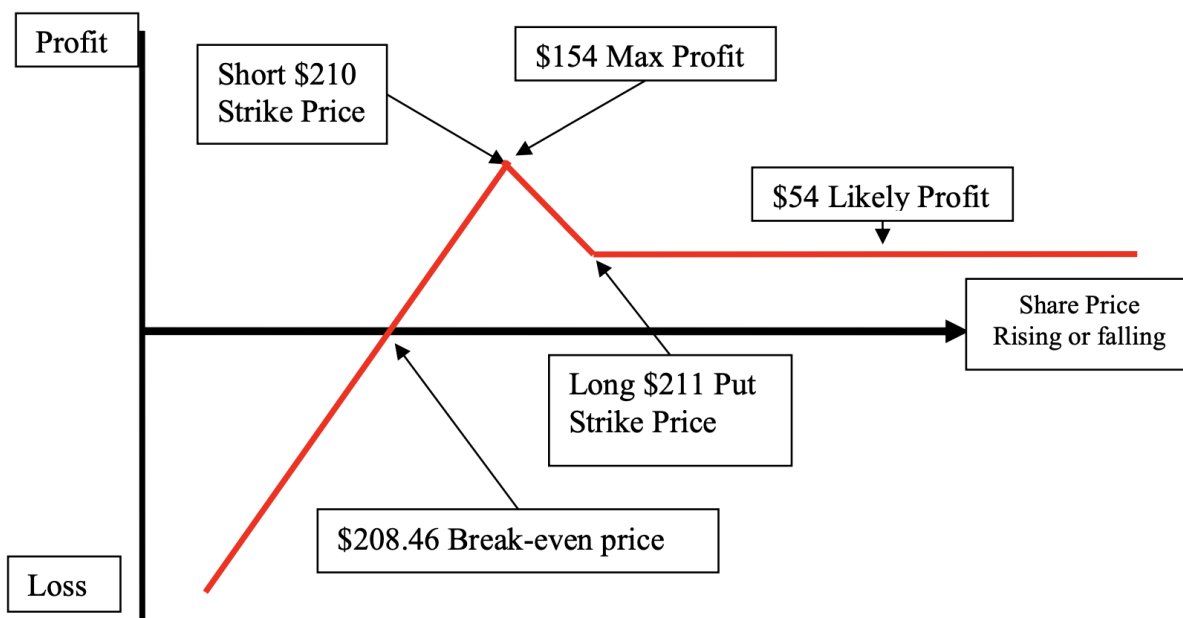 Profit
Short $210
Strike Price
$154 Max Profit
$54 Likely Profit
Share Price
Rising or falling
Long $211 Put
Strike Price
$208.46 Break-even price
Loss